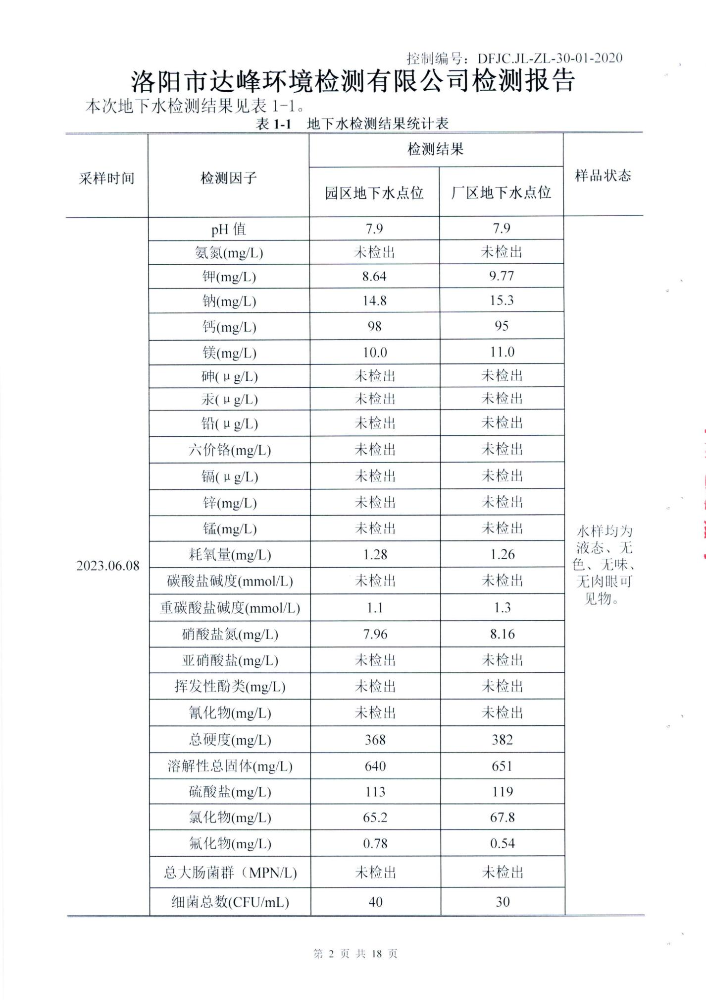 控制编号：DFJC.JL-ZL-30-01-2020
洛阳市达峰环境检测有限公司检测报告
本次地下水检测结果见表 1-1。
表 1-1 地下水检测结果统计表
采样时间 检测因子 检测结果 样品状态
园区地下水点位 厂区地下水点位
pH 值 7.9 7.9
氨氮(mg/L) 未检出 未检出
钾(mg/L) 8.64 9.77
钠(mg/L) 14.8 15.3
钙(mg/L) 98 95
镁(mg/L) 10.0 11.0
砷(μg/L) 未检出 未检出
汞(μg/L) 未检出 未检出
铅(μg/L) 未检出 未检出
六价铬(mg/L) 未检出 未检出
镉(μg/L) 未检出 未检出
锌(mg/L) 未检出 未检出
锰(mg/L) 未检出 未检出
耗氧量(mg/L) 1.28 1.26
碳酸盐碱度(mmol/L) 未检出 未检出
重碳酸盐碱度(mmol/L) 1.1 1.3
硝酸盐氮(mg/L) 7.96 8.16
亚硝酸盐(mg/L) 未检出 未检出
挥发性酚类(mg/L) 未检出 未检出
氰化物(mg/L) 未检出 未检出
总硬度(mg/L) 368 382
溶解性总固体(mg/L) 640 651
硫酸盐(mg/L) 113 119
氯化物(mg/L) 65.2 67.8
氟化物(mg/L) 0.78 0.54
总大肠菌群（MPN/L) 未检出 未检出
细菌总数(CFU/mL) 40 30
2023.06.08
水样均为
液态、无
色、无味、
无肉眼可
见物。
第 2 页 共 18 页